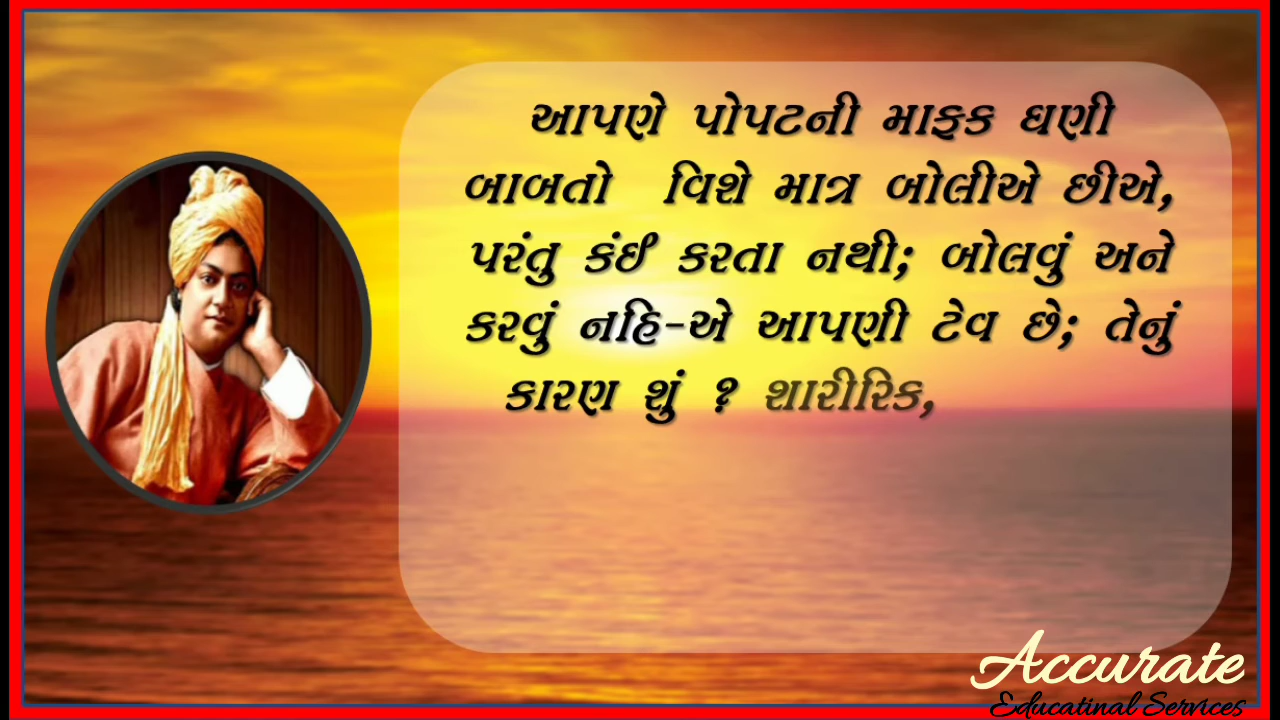 આપણે પોપટની માફક ઘણી
બાબતો વિશે માત્ર બોલીએ છીએ,
પરંતુ કંઈ કરતા નથી; બોલવું અને
કરવું નહિ-એ આપણી ટેવ છે; તેનું
કારણ શું ? શારીરિક,
Accurate
Educatinal Services